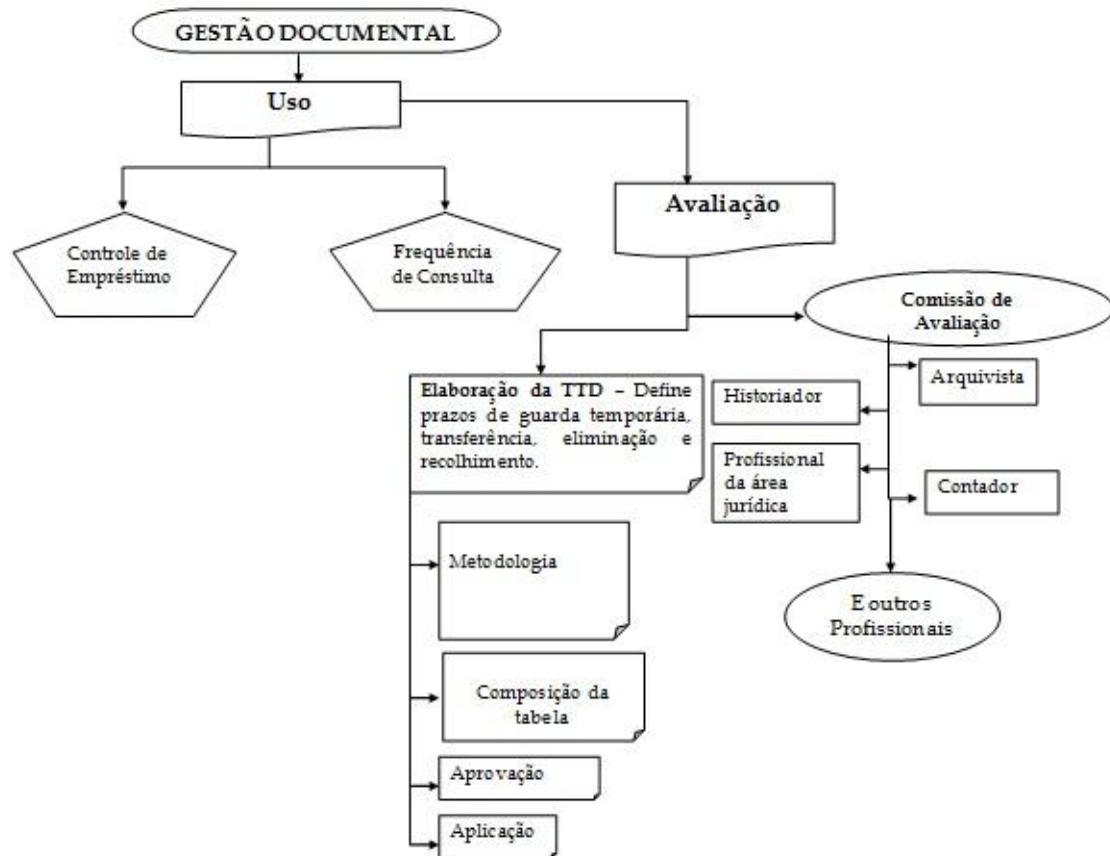 GESTÃO DOCUMENTAL
Uso
Avaliação
Controle de
Empréstimo
Frequência
de Consulta
Comissão de
Avaliação
Elaboração da TTD – Define
prazos de guarda temporária,
transferência, eliminação e
recolhimento.
Historiador
Arquivista
Profissional
da área
jurídica
Contador
Metodologia
E outros
Profissionais
Composição da
tabela
Aprovação
Aplicação